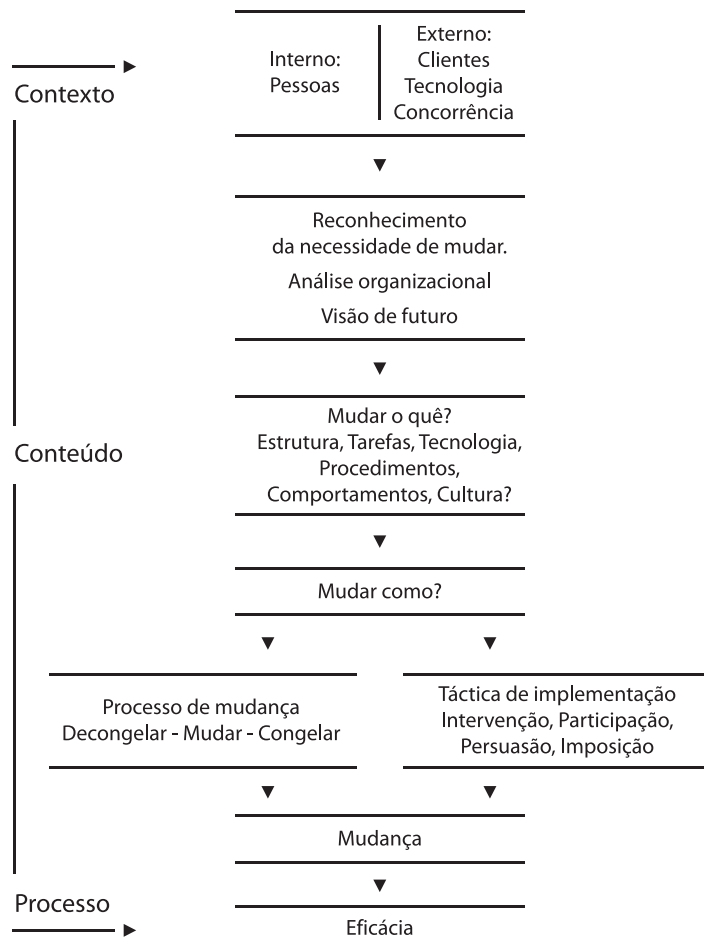 Contexto
Interno:
Pessoas
Externo:
Clientes
Tecnologia
Concorrência
Reconhecimento
da necessidade de mudar.
Análise organizacional
Visão de futuro
Conteúdo
Mudar o quê?
Estrutura, Tarefas, Tecnologia,
Procedimentos,
Comportamentos, Cultura?
Mudar como?
Processo de mudança
Decongelar - Mudar - Congelar
Táctica de implementação
Intervenção, Participação,
Persuasão, Imposição
Mudança
Processo
Eficácia